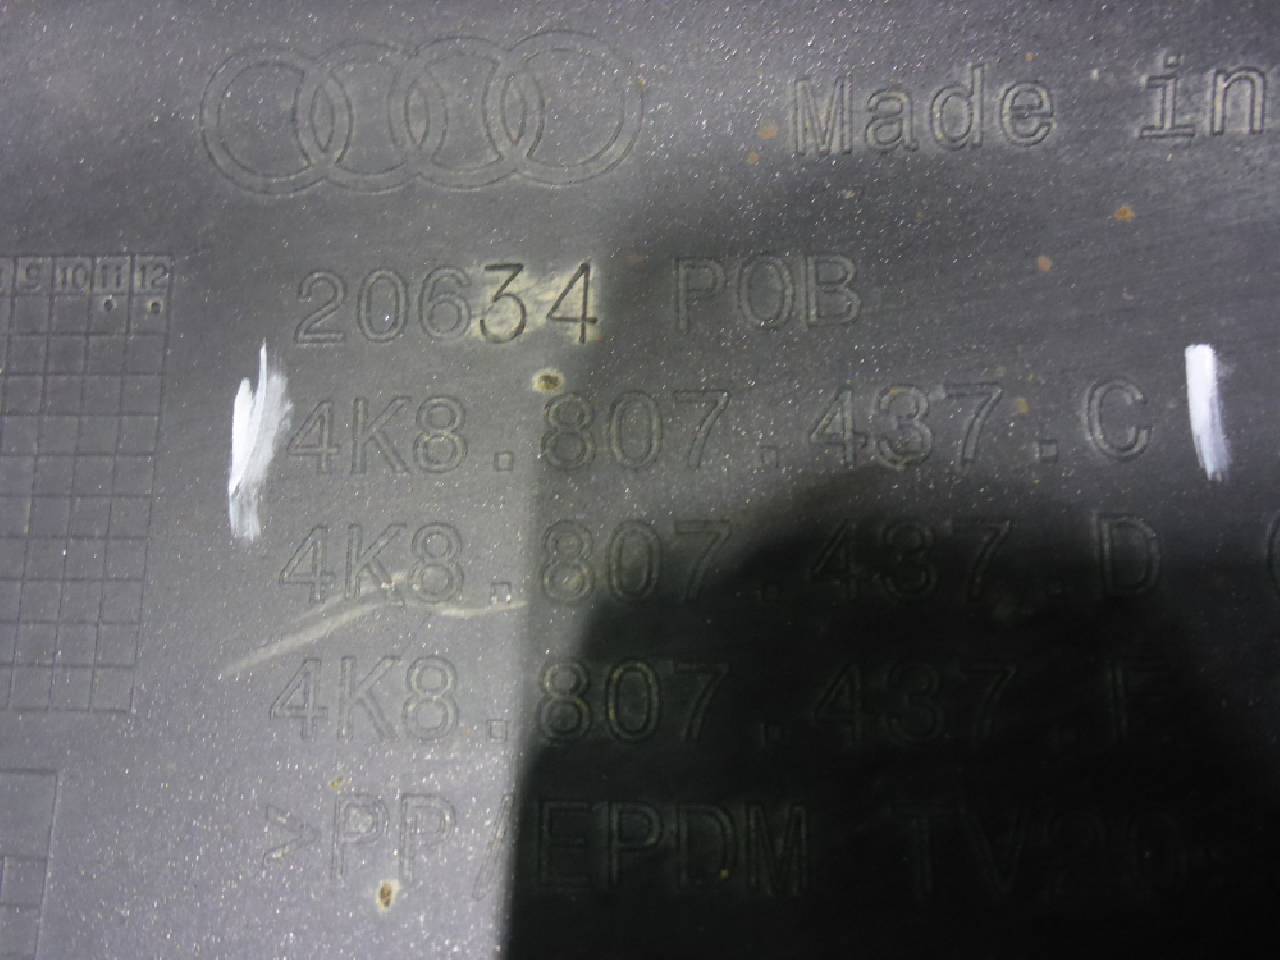 Made in
9 10 11 12
20634 POB
4K8.807.437.C
4K8.807.437.D
4K8.807.437.F
>PP/EPDM TV20